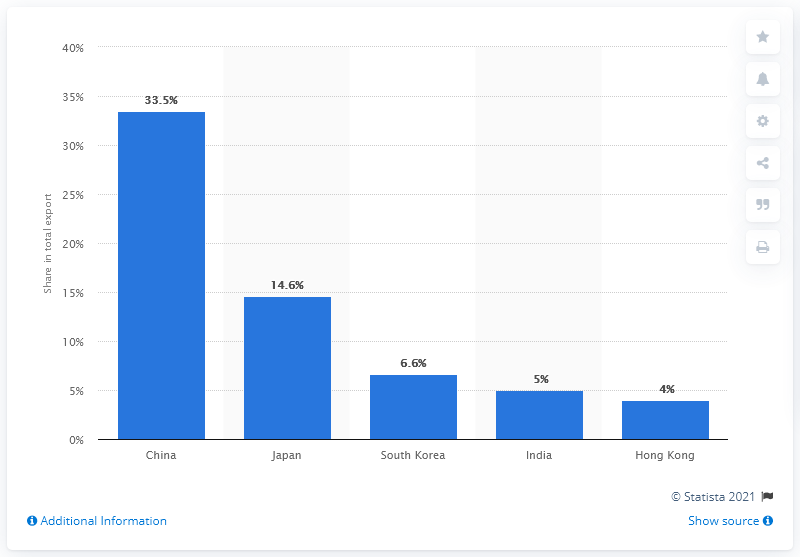 40%
35%
30%
25%
20%
15%
10%
5%
0%
Share in total export
33.5%
14.6%
6.6%
5%
4%
China
Japan
South Korea
India
Hong Kong
© Statista 2021
Additional Information
Show source